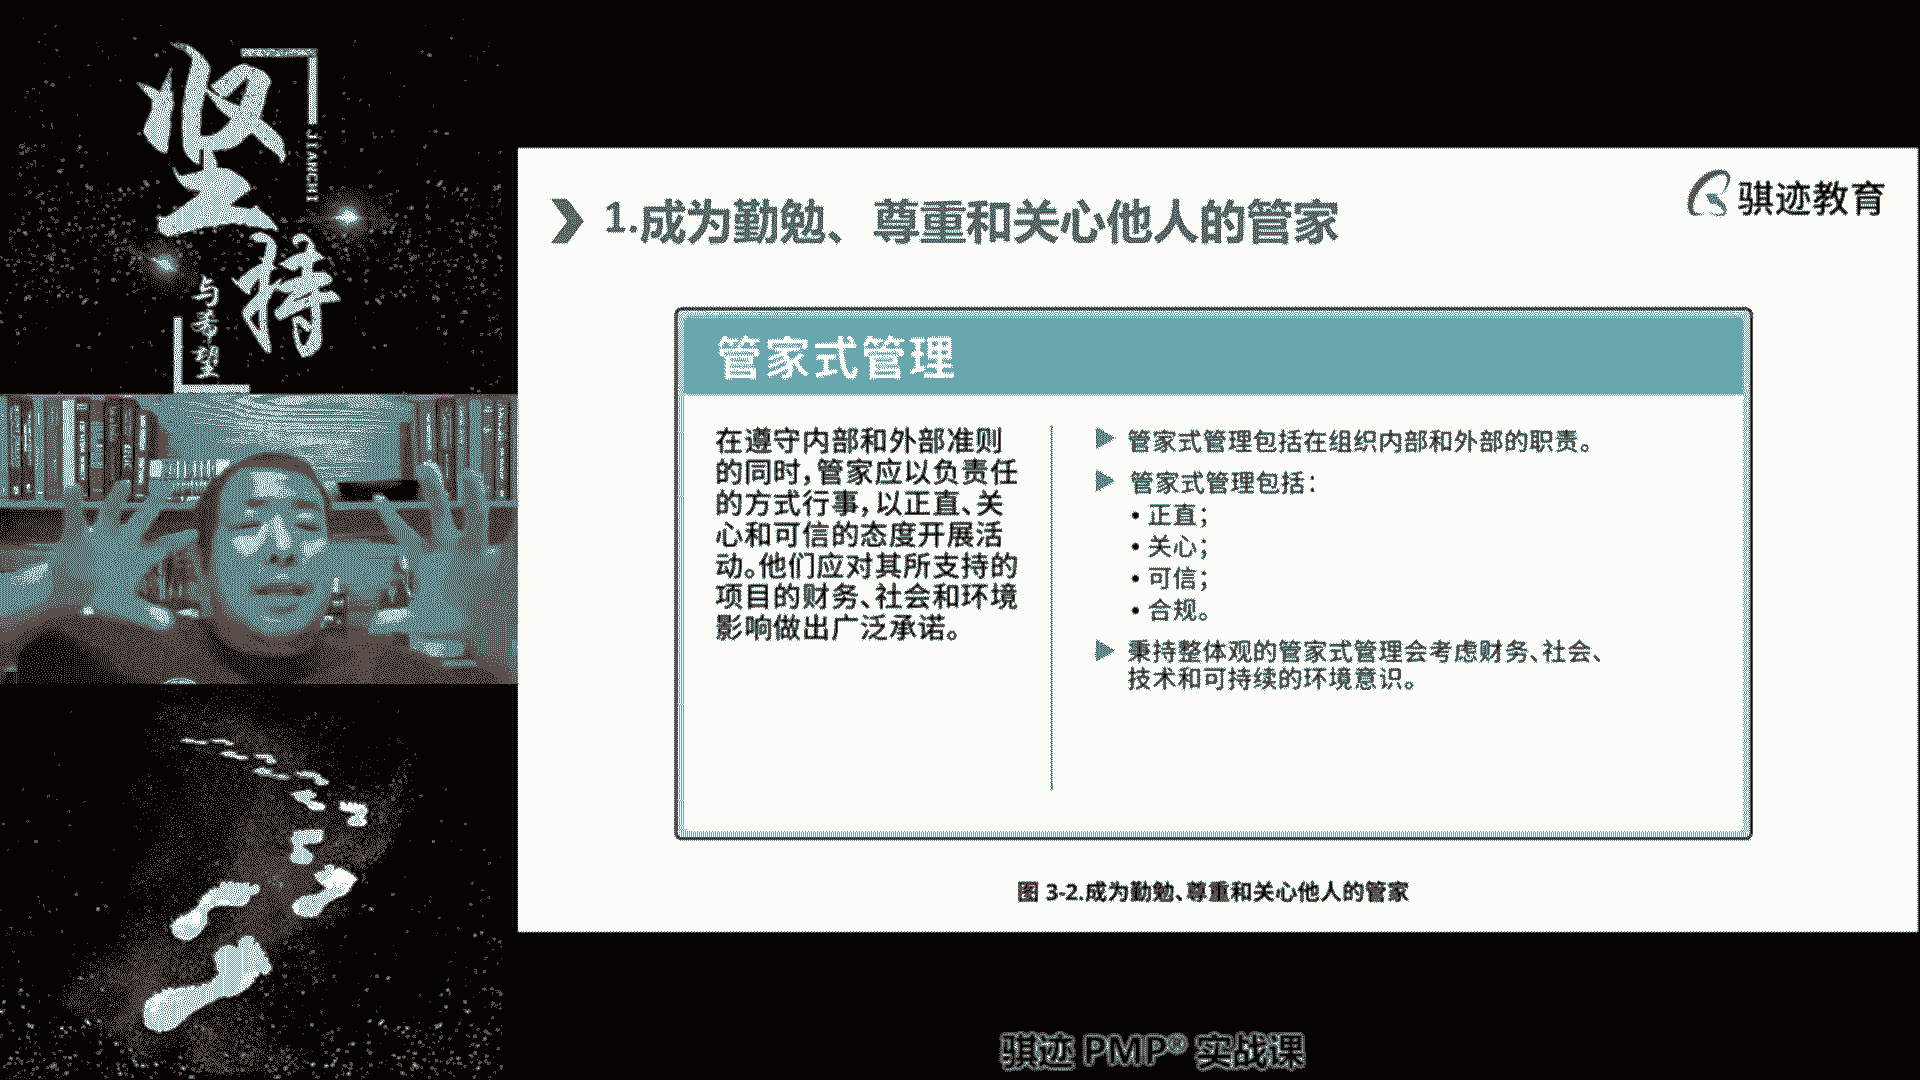 坚持
JIANCHI
与希望
1.成为勤勉、尊重和关心他人的管家
骐迹教育
管家式管理
在遵守内部和外部准则
的同时,管家应以负责任
的方式行事,以正直、关
心和可信的态度开展活
动。他们应对其所支持的
项目的财务、社会和环境
影响做出广泛承诺。
管家式管理包括在组织内部和外部的职责。
管家式管理包括:
• 正直;
• 关心;
• 可信;
• 合规。
秉持整体观的管家式管理会考虑财务、社会、
技术和可持续的环境意识。
图 3-2.成为勤勉、尊重和关心他人的管家
骐迹 PMP® 实战课